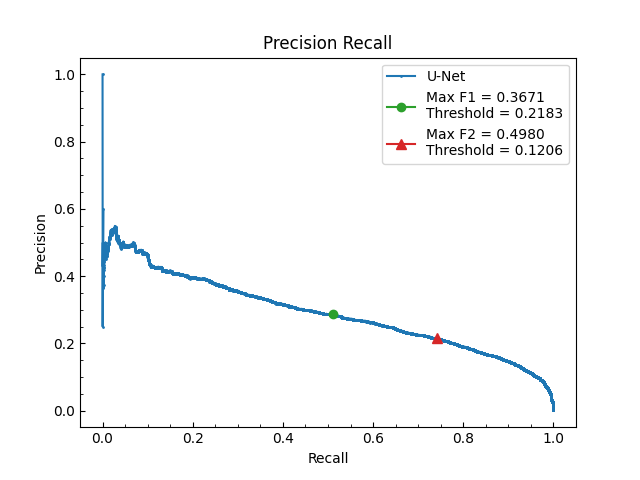 Precision Recall
1.0
0.8
0.6
0.4
0.2
0.0
Precision
U-Net
Max F1 = 0.3671
Threshold = 0.2183
Max F2 = 0.4980
Threshold = 0.1206
0.0 0.2 0.4 0.6 0.8 1.0
Recall